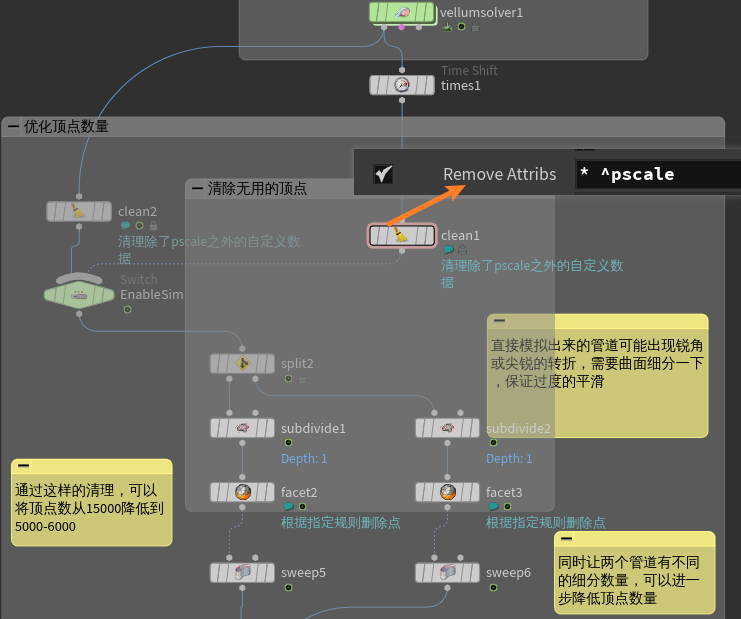 vellumsolver1
Time Shift
times1
优化顶点数量
Remove Attribs
* ^pscale
清除无用的顶点
clean2
清理除了pscale之外的自定义数
据
clean1
清理除了pscale之外的自定义数
据
Switch
EnableSim
直接模拟出来的管道可能出现锐角
或尖锐的转折，需要曲面细分一下
，保证过度的平滑
split2
subdivide1
Depth: 1
subdivide2
Depth: 1
通过这样的清理，可以
将顶点数从15000降低到
5000-6000
facet2
根据指定规则删除点
facet3
根据指定规则删除点
同时让两个管道有不同
的细分数量，可以进一
步降低顶点数量
sweep5
sweep6